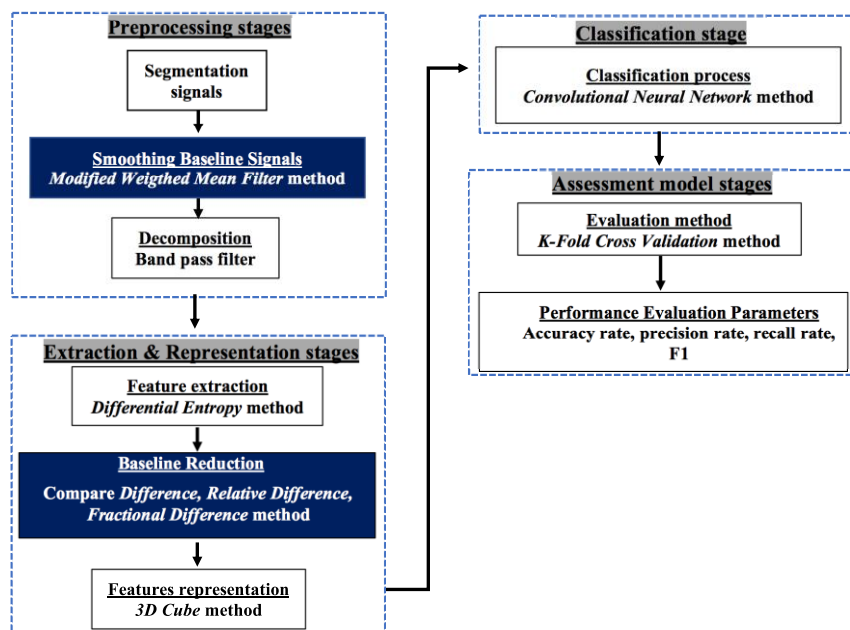 Preprocessing stages
Segmentation
signals
Smoothing Baseline Signals
Modified Weigthed Mean Filter method
Decomposition
Band pass filter
Extraction & Representation stages
Feature extraction
Differential Entropy method
Baseline Reduction
Compare Difference, Relative Difference,
Fractional Difference method
Features representation
3D Cube method
Classification stage
Classification process
Convolutional Neural Network method
Assessment model stages
Evaluation method
K-Fold Cross Validation method
Performance Evaluation Parameters
Accuracy rate, precision rate, recall rate,
F1